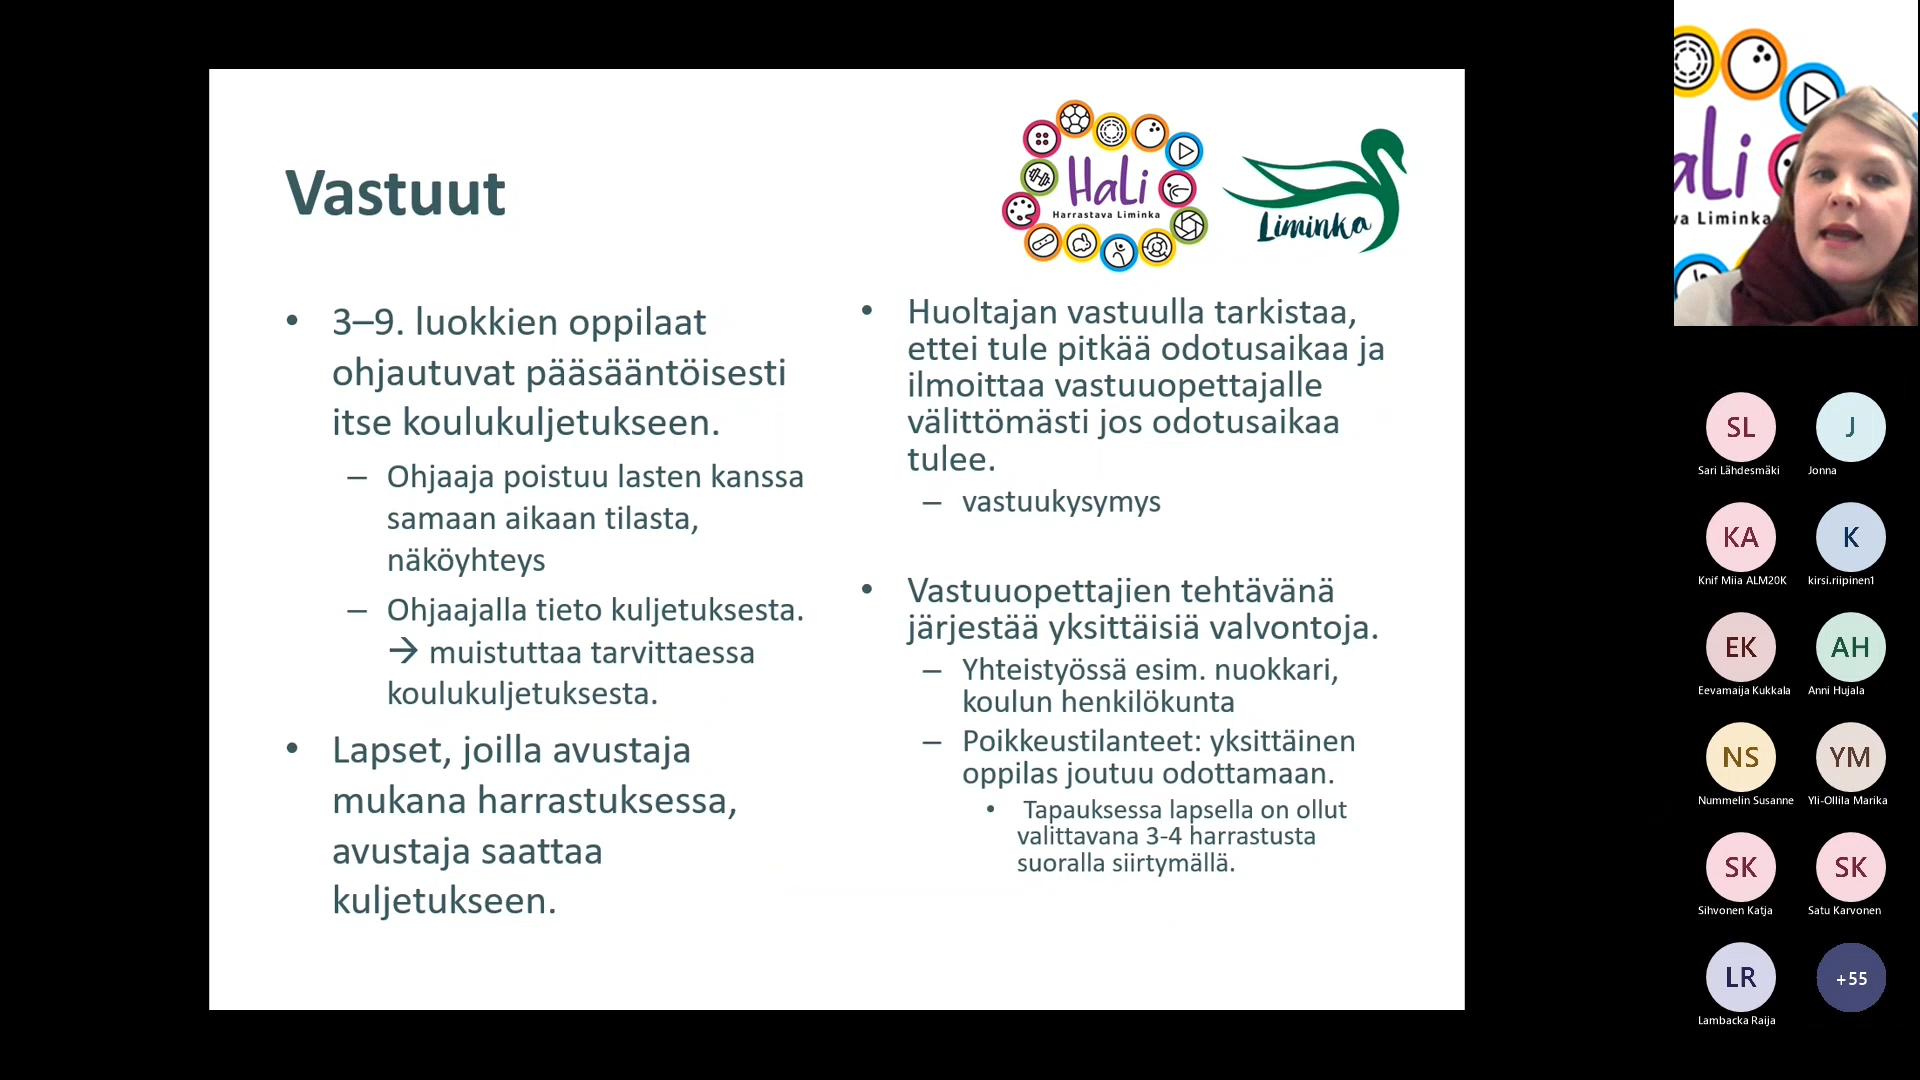 Vastuut
HaLi
Harrastava Liminka
Liminka
• 3–9. luokkien oppilaat
ohjautuvat pääsääntöisesti
itse koulukuljetukseen.
– Ohjaaja poistuu lasten kanssa
samaan aikaan tilasta,
näköyhteys
– Ohjaajalla tieto kuljetuksesta.
→ muistuttaa tarvittaessa
koulukuljetuksesta.
• Lapset, joilla avustaja
mukana harrastuksessa,
avustaja saattaa
kuljetukseen.
• Huoltajan vastuulla tarkistaa,
ettei tule pitkää odotusaikaa ja
ilmoittaa vastuuopettajalle
välittömästi jos odotusaikaa
tulee.
– vastuukysymys
• Vastuuopettajien tehtävänä
järjestää yksittäisiä valvontoja.
– Yhteistyössä esim. nuokkari,
koulun henkilökunta
– Poikkeustilanteet: yksittäinen
oppilas joutuu odottamaan.
• Tapauksessa lapsella on ollut
valittavana 3-4 harrastusta
suoralla siirtymällä.
aLi
va Liminka
SL
Sari Lähdesmäki
J
Jonna
KA
Knif Miia ALM20K
K
kirsi.riipinen1
EK
Eevamaija Kukkala
AH
Anni Hujala
NS
Nummelin Susanne
YM
Yli-Ollila Marika
SK
Sihvonen Katja
SK
Satu Karvonen
LR
Lambacka Raija
+55